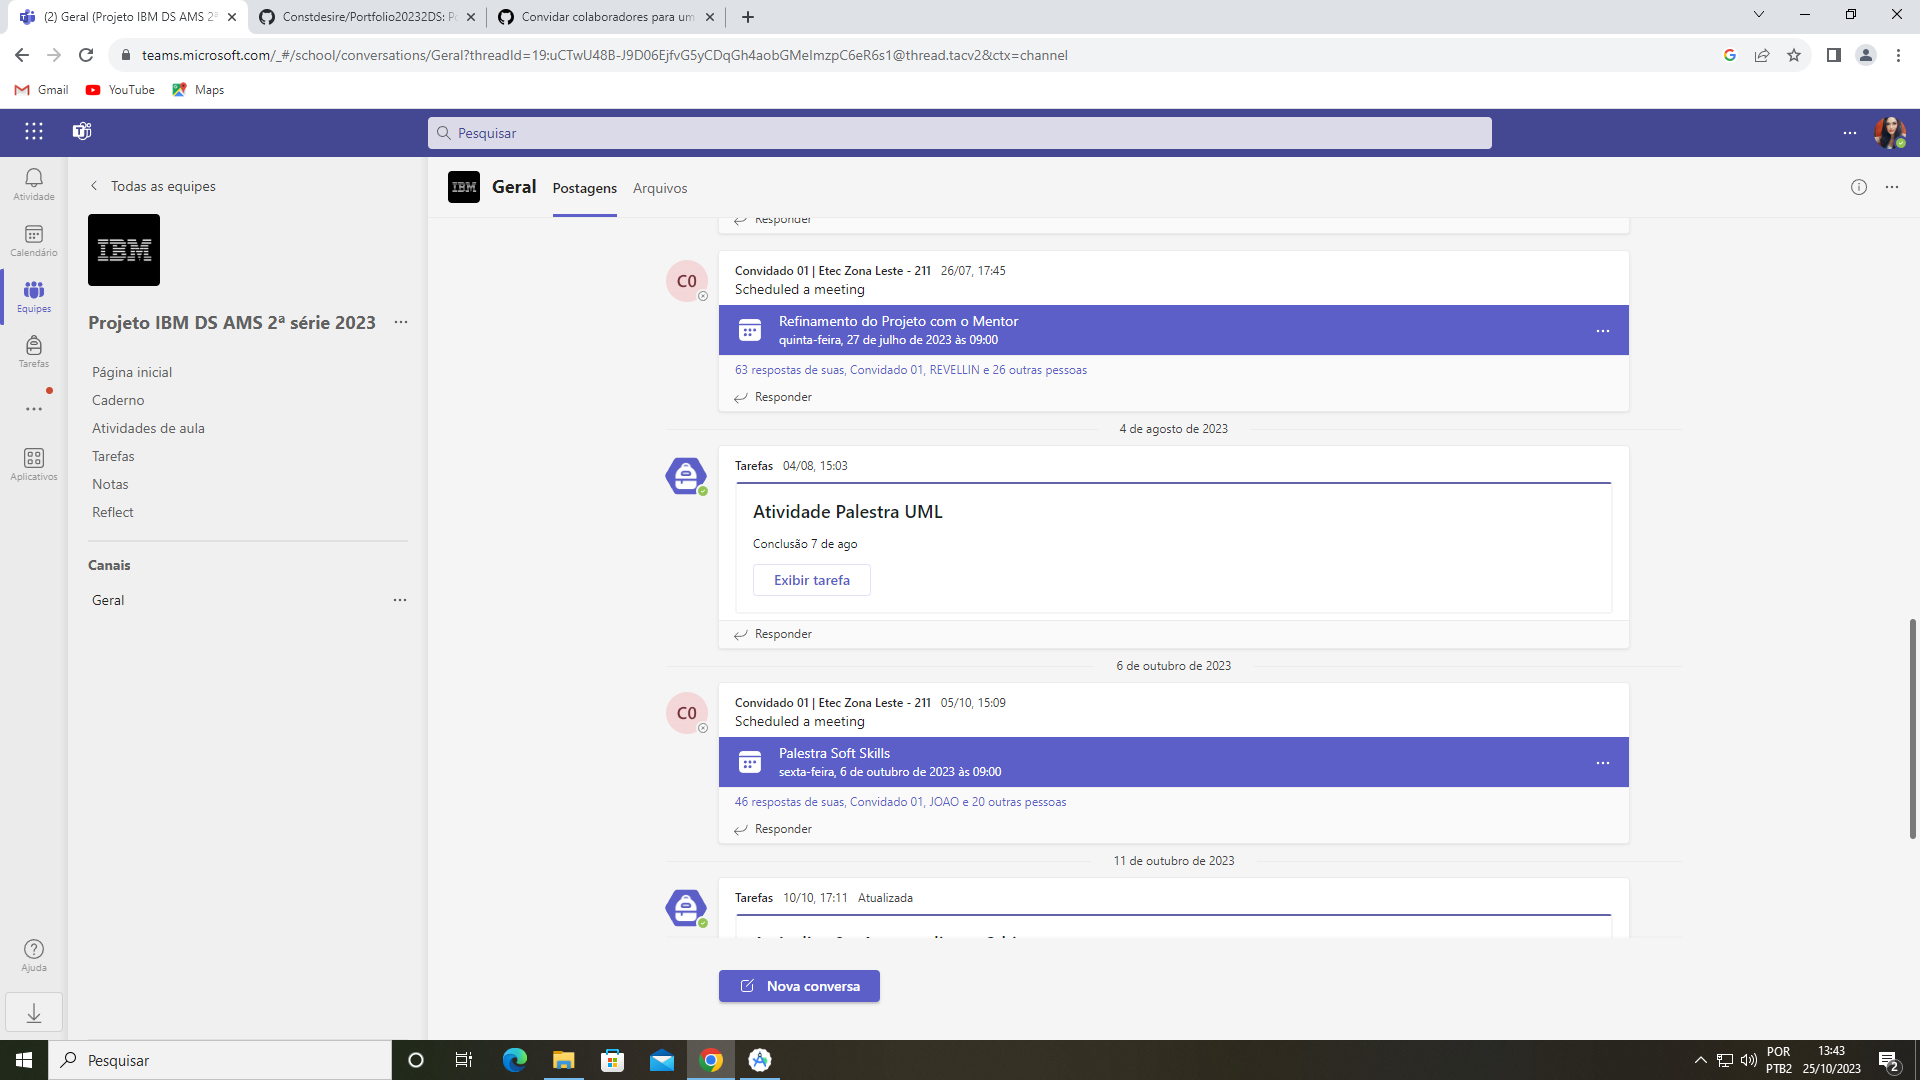 (2) Geral (Projeto IBM DS AMS 2ª
Constdesire/Portfolio20232DS: Po
Convidar colaboradores para um
teams.microsoft.com/_#/school/conversations/Geral?threadId=19:uCTwU48B-J9D06EjfvG5yCDqGh4aobGMeImzpC6eR6s1@thread.tacv2&ctx=channel
Gmail
YouTube
Maps
Pesquisar
Atividade
Calendário
Equipes
Tarefas
Aplicativos
Ajuda
Todas as equipes
IBM
Projeto IBM DS AMS 2ª série 2023
Página inicial
Caderno
Atividades de aula
Tarefas
Notas
Reflect
Canais
Geral
IBM
Geral
Postagens
Arquivos
Responder
C0
Convidado 01 | Etec Zona Leste - 211 26/07, 17:45
Scheduled a meeting
Refinamento do Projeto com o Mentor
quinta-feira, 27 de julho de 2023 às 09:00
63 respostas de suas, Convidado 01, REVELLIN e 26 outras pessoas
Responder
4 de agosto de 2023
Tarefas 04/08, 15:03
Atividade Palestra UML
Conclusão 7 de ago
Exibir tarefa
Responder
6 de outubro de 2023
C0
Convidado 01 | Etec Zona Leste - 211 05/10, 15:09
Scheduled a meeting
Palestra Soft Skills
sexta-feira, 6 de outubro de 2023 às 09:00
46 respostas de suas, Convidado 01, JOAO e 20 outras pessoas
Responder
11 de outubro de 2023
Tarefas 10/10, 17:11 Atualizada
Nova conversa
Pesquisar
POR
PTB2
13:43
25/10/2023
2